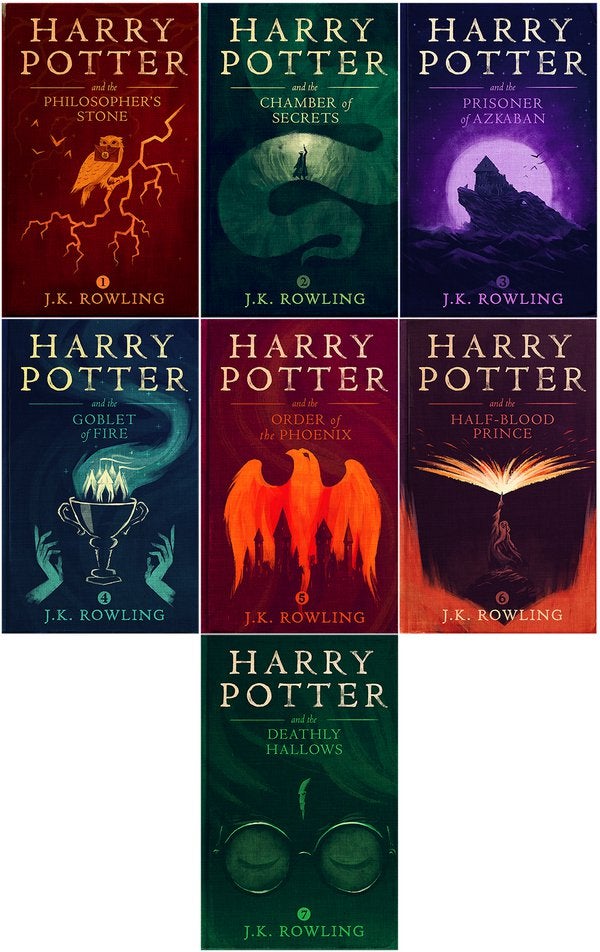 HARRY
POTTER
and the
PHILOSOPHER'S
STONE
1
J.K. ROWLING
HARRY
POTTER
and the
CHAMBER of
SECRETS
2
J.K. ROWLING
HARRY
POTTER
and the
PRISONER
of AZKABAN
3
J.K. ROWLING
HARRY
POTTER
and the
GOBLET
of FIRE
4
J.K. ROWLING
HARRY
POTTER
and the
ORDER of
the PHOENIX
5
J.K. ROWLING
HARRY
POTTER
and the
HALF-BLOOD
PRINCE
6
J.K. ROWLING
HARRY
POTTER
and the
DEATHLY
HALLOWS
7
J.K. ROWLING